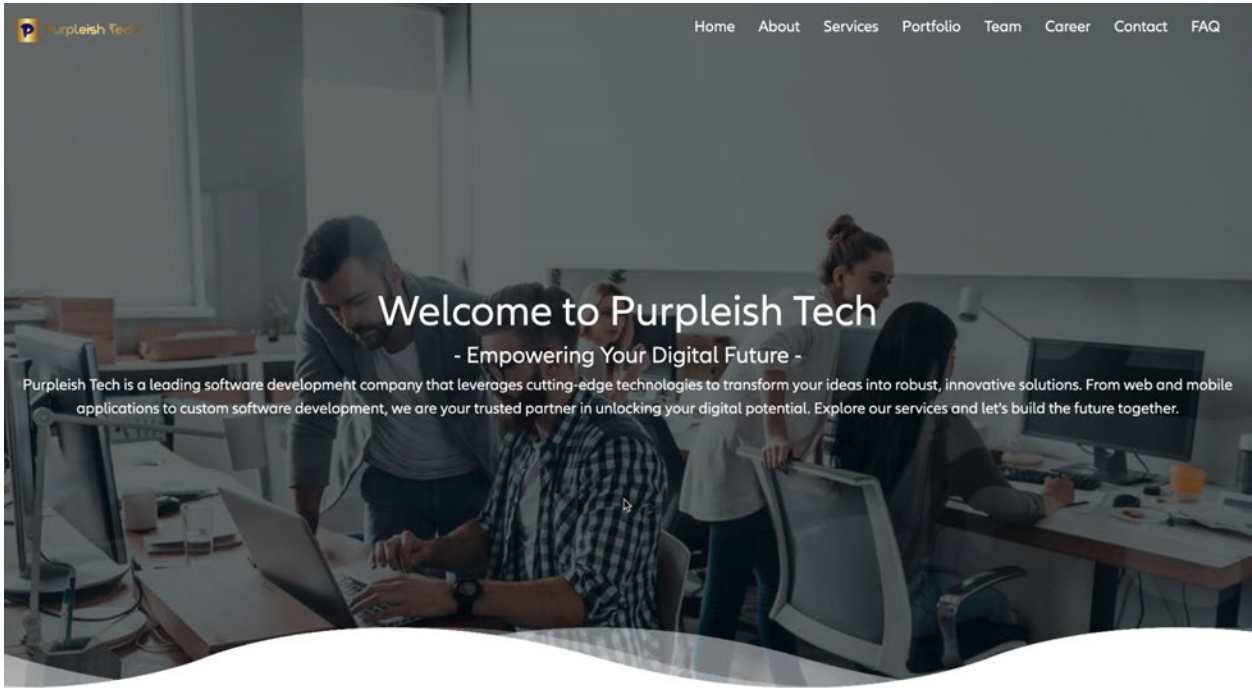 Purpleish Tech
Home About Services Portfolio Team Career Contact FAQ
Welcome to Purpleish Tech
- Empowering Your Digital Future -
Purpleish Tech is a leading software development company that leverages cutting-edge technologies to transform your ideas into robust, innovative solutions. From web and mobile
applications to custom software development, we are your trusted partner in unlocking your digital potential. Explore our services and let's build the future together.